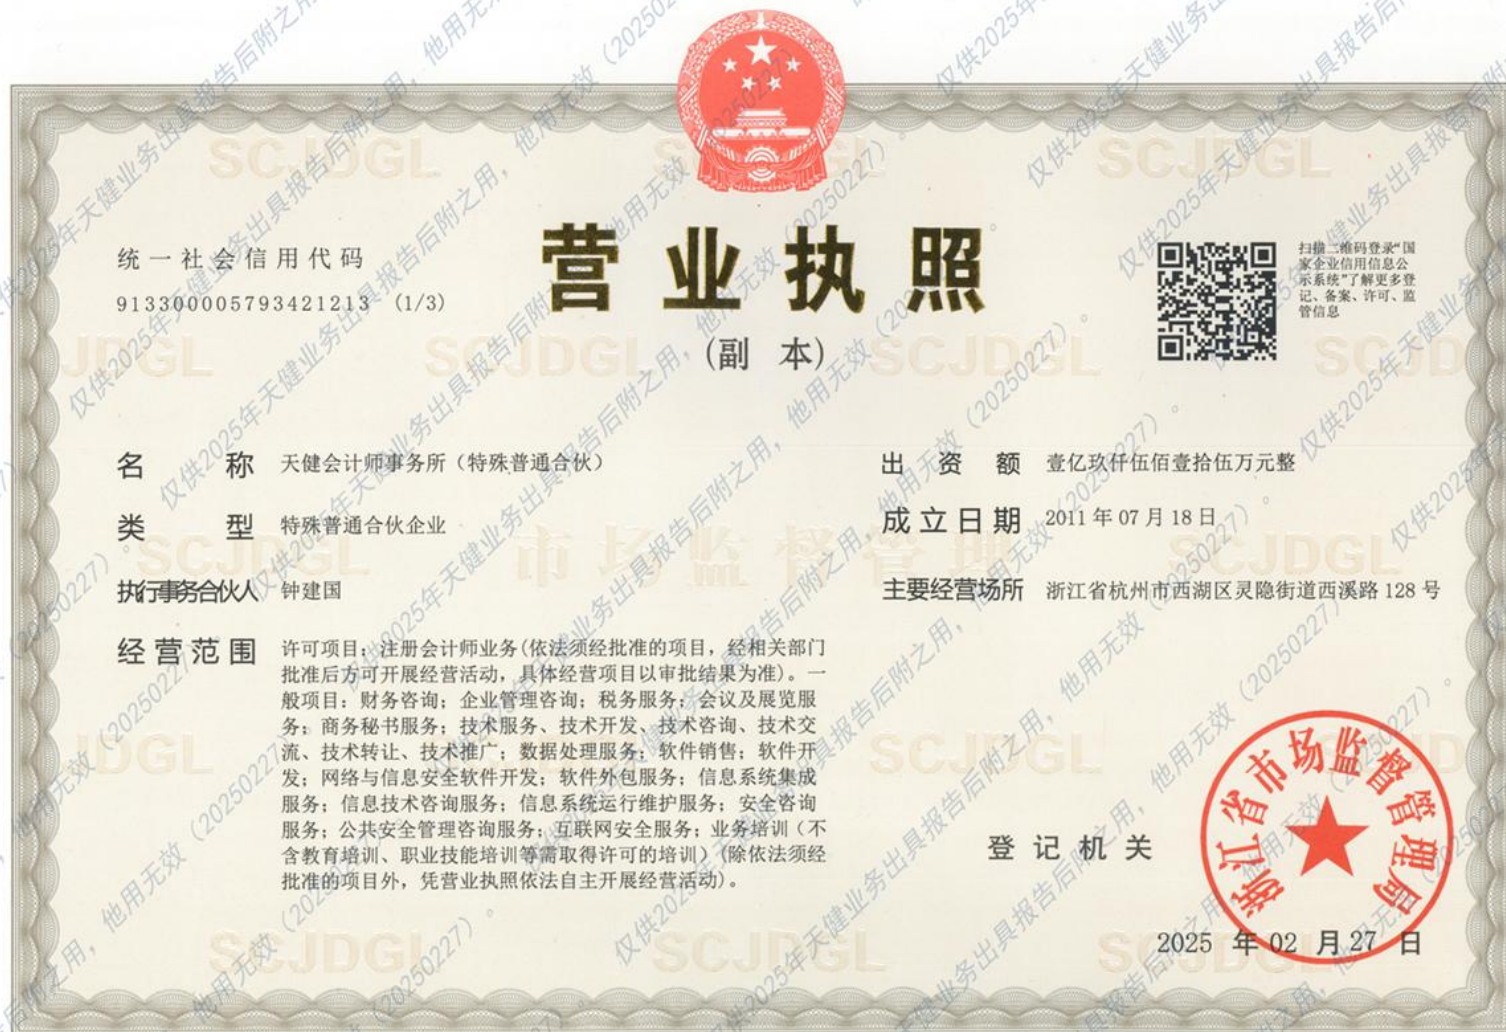 营业执照
(副 本)
统一社会信用代码
913300005793421213 (1/3)
扫描二维码登录“国
家企业信用信息公
示系统”了解更多登
记、备案、许可、监
管信息
名 称 天健会计师事务所（特殊普通合伙）
类 型 特殊普通合伙企业
执行事务合伙人 钟建国
经营范围 许可项目：注册会计师业务(依法须经批准的项目，经相关部门
批准后方可开展经营活动，具体经营项目以审批结果为准)。一
般项目：财务咨询；企业管理咨询；税务服务；会议及展览服
务；商务秘书服务；技术服务、技术开发、技术咨询、技术交
流、技术转让、技术推广；数据处理服务；软件销售；软件开
发；网络与信息安全软件开发；软件外包服务；信息系统集成
服务；信息技术咨询服务；信息系统运行维护服务；安全咨询
服务；公共安全管理咨询服务；互联网安全服务；业务培训（不
含教育培训、职业技能培训等需取得许可的培训）(除依法须经
批准的项目外，凭营业执照依法自主开展经营活动)。
出 资 额 壹亿玖仟伍佰壹拾伍万元整
成立日期 2011年07月18日
主要经营场所 浙江省杭州市西湖区灵隐街道西溪路128号
登记机关
浙江省市场监督管理局
2025 年 02 月 27 日
SCJDGL
市场监督管理
仅供2025年天健业务出具报告后附之用，他用无效（20250227）。